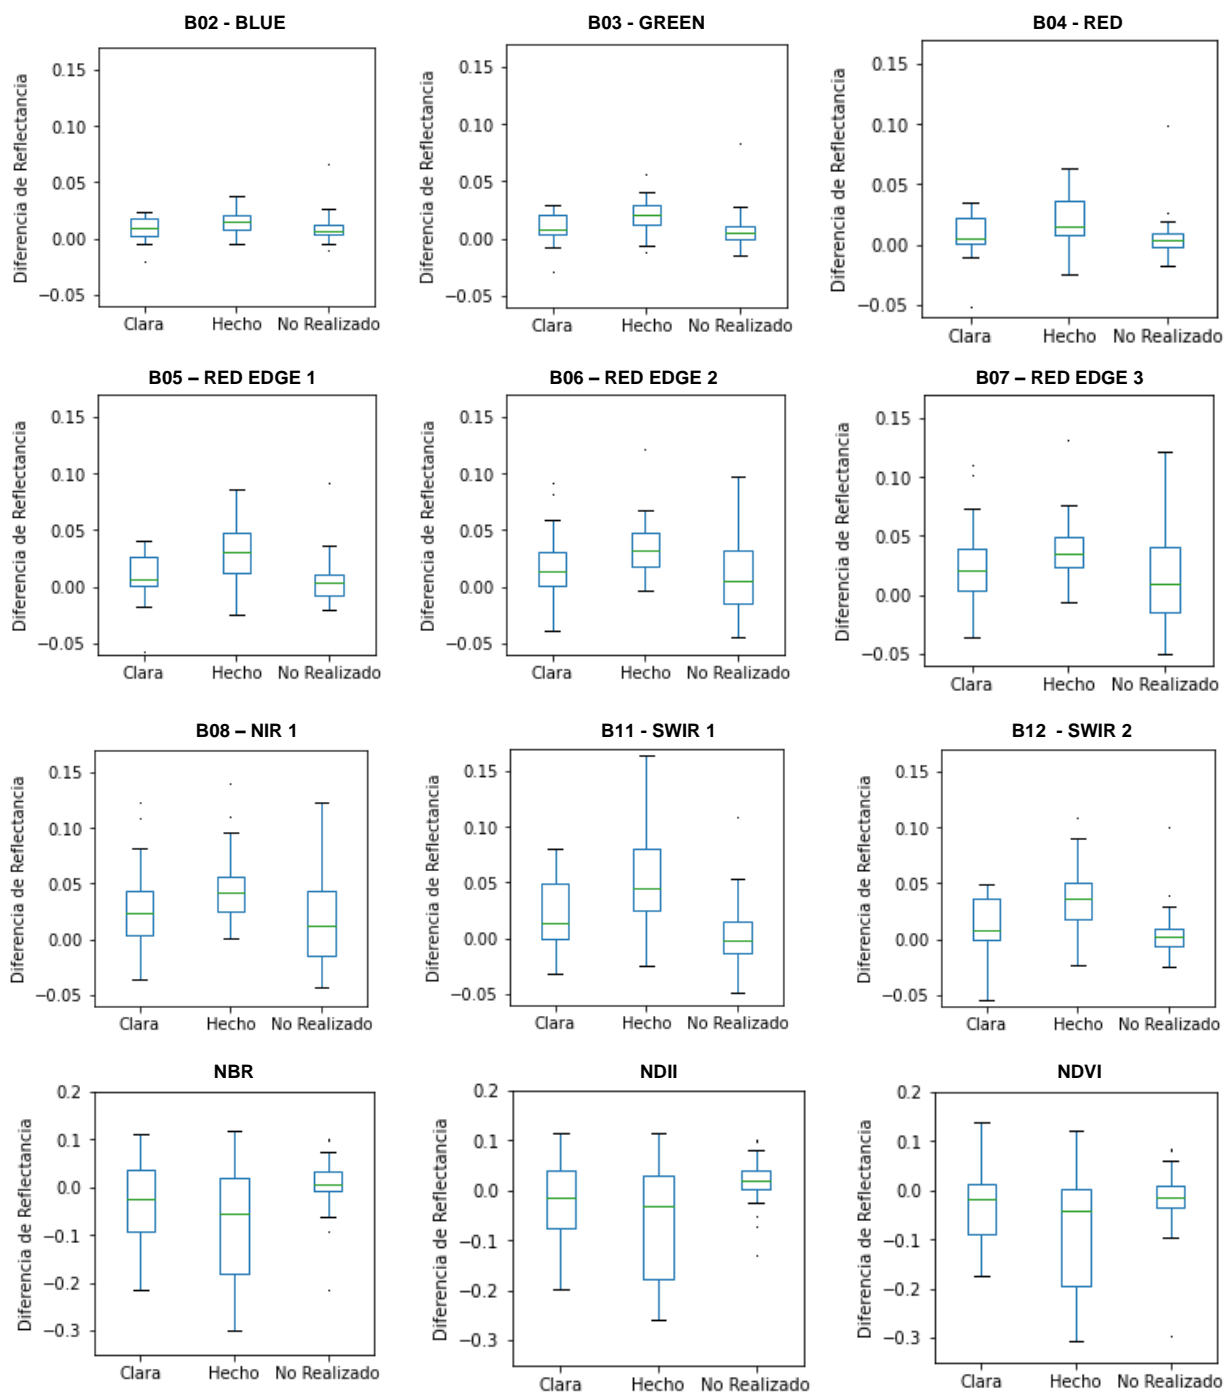 B02 - BLUE
Diferencia de Reflectancia
0.15
0.10
0.05
0.00
−0.05
Clara Hecho No Realizado
B03 - GREEN
Diferencia de Reflectancia
0.15
0.10
0.05
0.00
−0.05
Clara Hecho No Realizado
B04 - RED
Diferencia de Reflectancia
0.15
0.10
0.05
0.00
−0.05
Clara Hecho No Realizado
B05 – RED EDGE 1
Diferencia de Reflectancia
0.15
0.10
0.05
0.00
−0.05
Clara Hecho No Realizado
B06 – RED EDGE 2
Diferencia de Reflectancia
0.15
0.10
0.05
0.00
−0.05
Clara Hecho No Realizado
B07 – RED EDGE 3
Diferencia de Reflectancia
0.15
0.10
0.05
0.00
−0.05
Clara Hecho No Realizado
B08 – NIR 1
Diferencia de Reflectancia
0.15
0.10
0.05
0.00
−0.05
Clara Hecho No Realizado
B11 - SWIR 1
Diferencia de Reflectancia
0.15
0.10
0.05
0.00
−0.05
Clara Hecho No Realizado
B12 - SWIR 2
Diferencia de Reflectancia
0.15
0.10
0.05
0.00
−0.05
Clara Hecho No Realizado
NBR
Diferencia de Reflectancia
0.2
0.1
0.0
−0.1
−0.2
−0.3
Clara Hecho No Realizado
NDII
Diferencia de Reflectancia
0.2
0.1
0.0
−0.1
−0.2
−0.3
Clara Hecho No Realizado
NDVI
Diferencia de Reflectancia
0.2
0.1
0.0
−0.1
−0.2
−0.3
Clara Hecho No Realizado